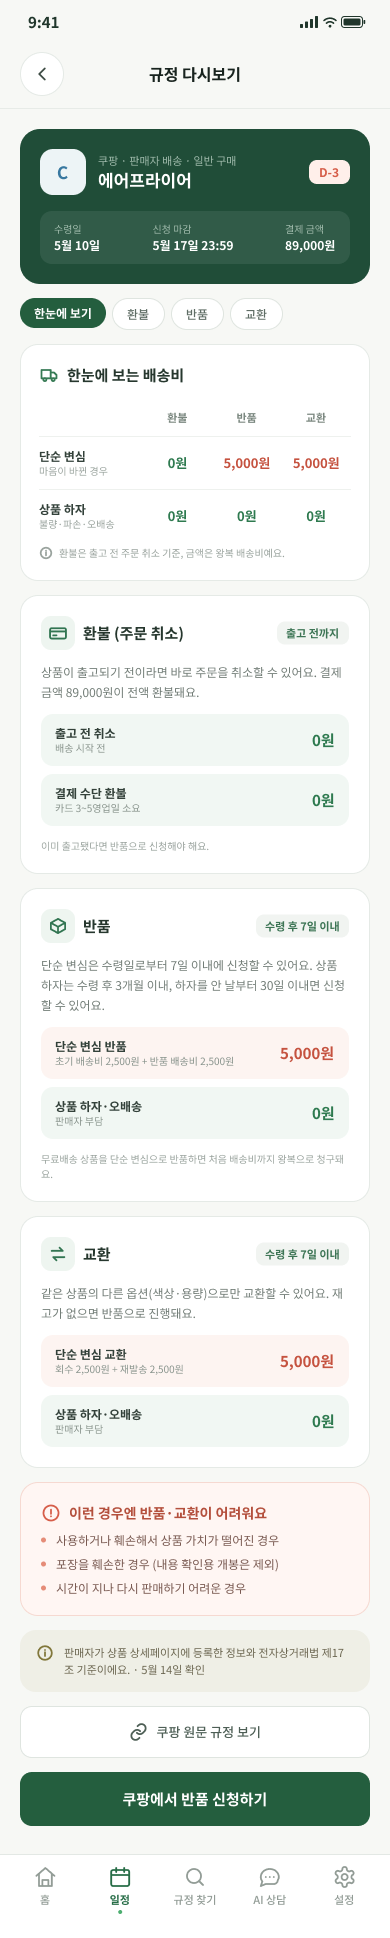 9:41
규정 다시보기
C
쿠팡 · 판매자 배송 · 일반 구매
에어프라이어
D-3
수령일 신청 마감 결제 금액
5월 10일 5월 17일 23:59 89,000원
한눈에 보기 환불 반품 교환
한눈에 보는 배송비
환불 반품 교환
단순 변심 0원 5,000원 5,000원
마음이 바뀐 경우
상품 하자 0원 0원 0원
불량·파손·오배송
환불은 출고 전 주문 취소 기준, 금액은 왕복 배송비예요.
환불 (주문 취소) 출고 전까지
상품이 출고되기 전이라면 바로 주문을 취소할 수 있어요. 결제
금액 89,000원이 전액 환불돼요.
출고 전 취소 0원
배송 시작 전
결제 수단 환불 0원
카드 3~5영업일 소요
이미 출고됐다면 반품으로 신청해야 해요.
반품 수령 후 7일 이내
단순 변심은 수령일로부터 7일 이내에 신청할 수 있어요. 상품
하자는 수령 후 3개월 이내, 하자를 안 날부터 30일 이내면 신청
할 수 있어요.
단순 변심 반품 5,000원
초기 배송비 2,500원 + 반품 배송비 2,500원
상품 하자·오배송 0원
판매자 부담
무료배송 상품을 단순 변심으로 반품하면 처음 배송비까지 왕복으로 청구돼
요.
교환 수령 후 7일 이내
같은 상품의 다른 옵션(색상·용량)으로만 교환할 수 있어요. 재
고가 없으면 반품으로 진행돼요.
단순 변심 교환 5,000원
회수 2,500원 + 재발송 2,500원
상품 하자·오배송 0원
판매자 부담
이런 경우엔 반품·교환이 어려워요
사용하거나 훼손해서 상품 가치가 떨어진 경우
포장을 훼손한 경우 (내용 확인용 개봉은 제외)
시간이 지나 다시 판매하기 어려운 경우
판매자가 상품 상세페이지에 등록한 정보와 전자상거래법 제17
조 기준이에요. · 5월 14일 확인
쿠팡 원문 규정 보기
쿠팡에서 반품 신청하기
홈 일정 규정 찾기 AI 상담 설정